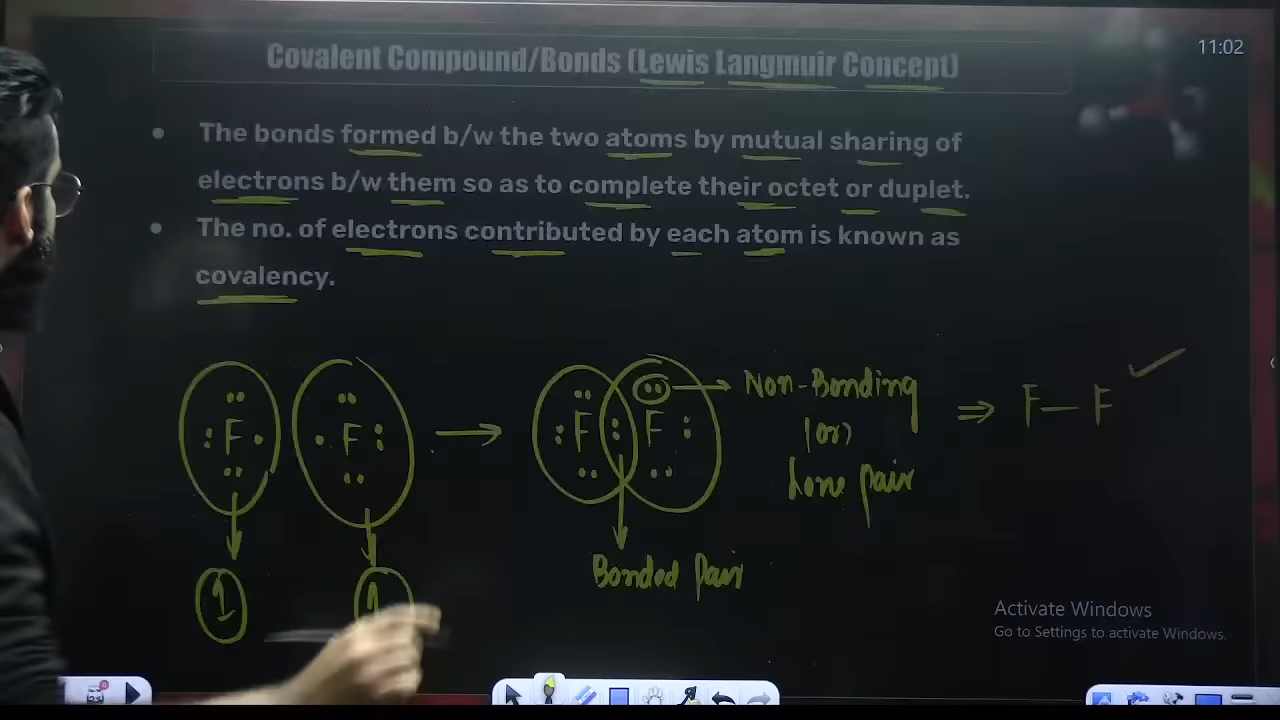 11:02
Covalent Compound/Bonds (Lewis Langmuir Concept)
• The bonds formed b/w the two atoms by mutual sharing of
electrons b/w them so as to complete their octet or duplet.
• The no. of electrons contributed by each atom is known as
covalency.
F F → F F → Non-Bonding ⇒ F — F ✓
(or)
Lone pair
Bonded Pair
1 1
Activate Windows
Go to Settings to activate Windows.